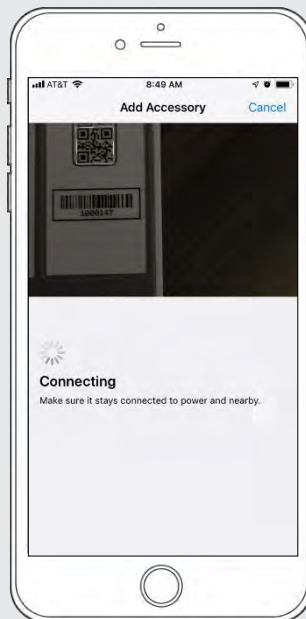 AT&T 8:49 AM
Add Accessory Cancel
1000147
Connecting
Make sure it stays connected to power and nearby.